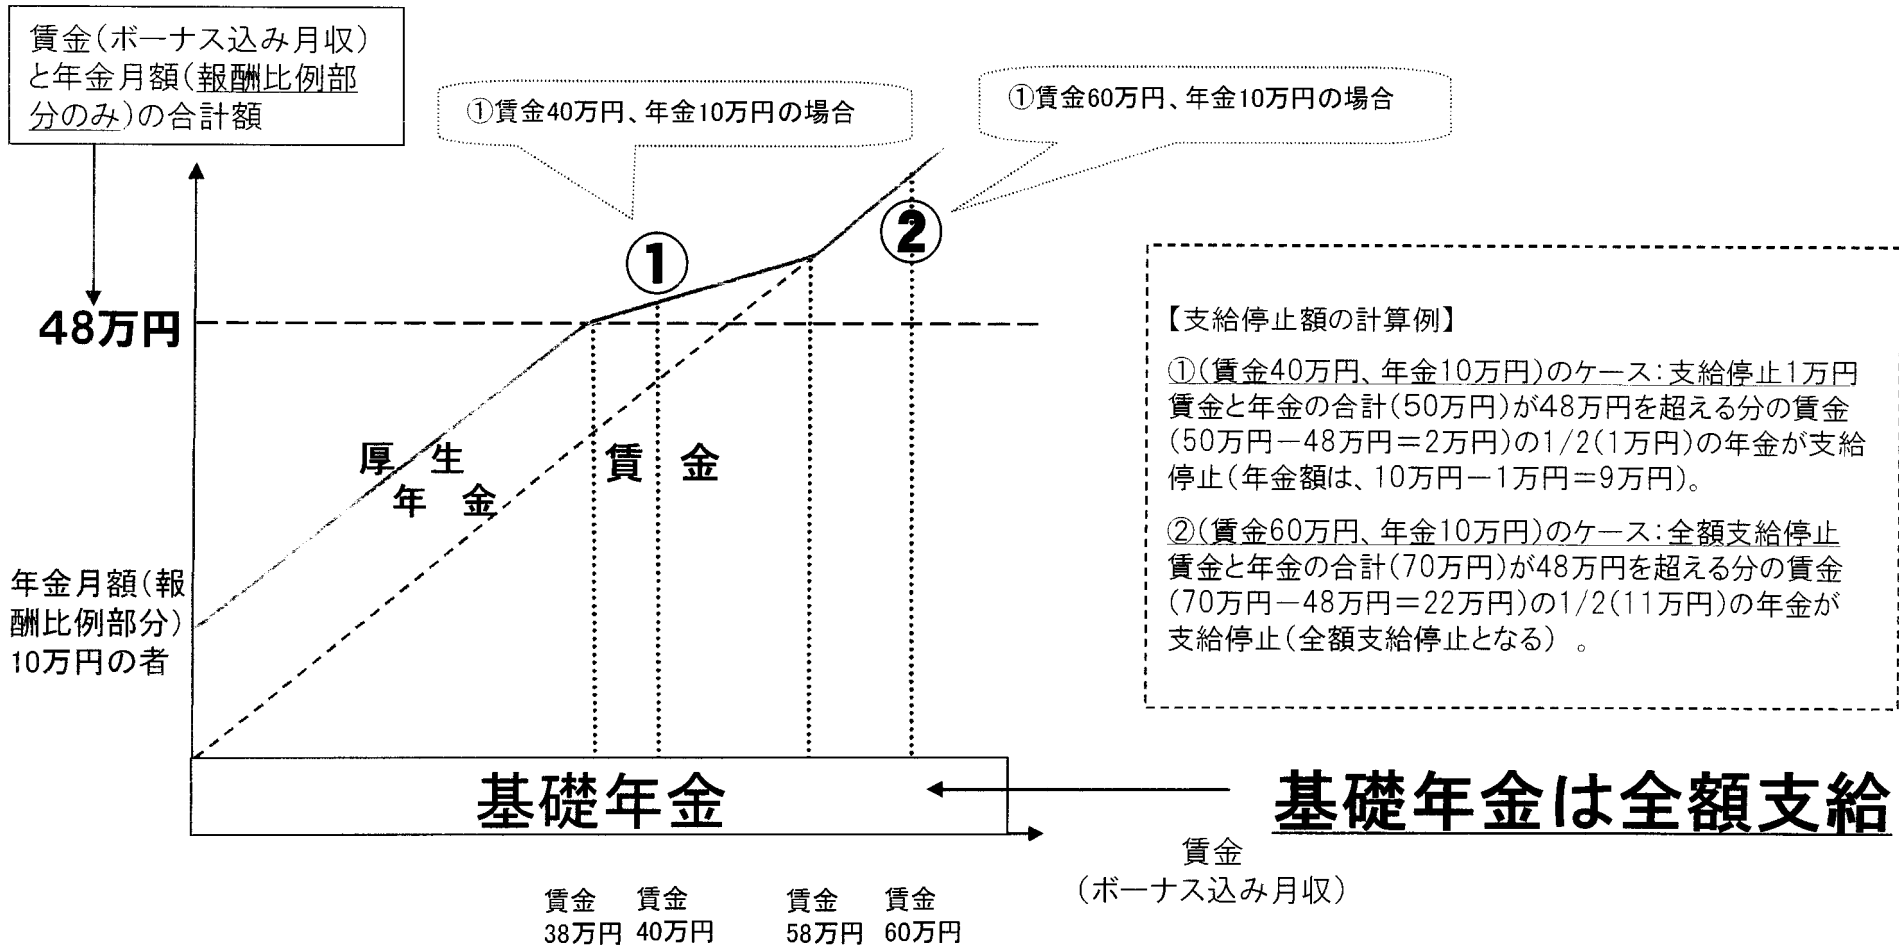 賃金(ボーナス込み月収)
と年金月額(報酬比例部
分のみ)の合計額
①賃金40万円、年金10万円の場合
①賃金60万円、年金10万円の場合
①
②
48万円
厚 生
年 金
賃 金
年金月額(報
酬比例部分)
10万円の者
【支給停止額の計算例】
①(賃金40万円、年金10万円)のケース:支給停止1万円
賃金と年金の合計(50万円)が48万円を超える分の賃金
(50万円-48万円=2万円)の1/2(1万円)の年金が支給
停止(年金額は、10万円-1万円=9万円)。
②(賃金60万円、年金10万円)のケース:全額支給停止
賃金と年金の合計(70万円)が48万円を超える分の賃金
(70万円-48万円=22万円)の1/2(11万円)の年金が
支給停止(全額支給停止となる) 。
基礎年金
基礎年金は全額支給
賃金
(ボーナス込み月収)
賃金
38万円
賃金
40万円
賃金
58万円
賃金
60万円